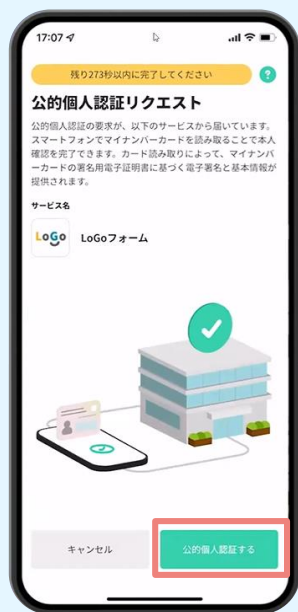 17:07
残り273秒以内に完了してください
?
公的個人認証リクエスト
公的個人認証の要求が、以下のサービスから届いています。
スマートフォンでマイナンバーカードを読み取ることで本人
確認を完了できます。カード読み取りによって、マイナンバ
ーカードの署名用電子証明書に基づく電子署名と基本情報が
提供されます。
サービス名
LoGo
LoGoフォーム
キャンセル
公的個人認証する